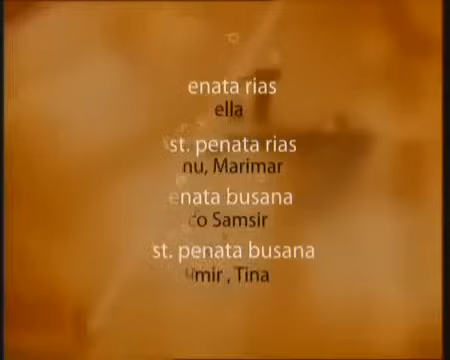 enata rias
ella
st. penata rias
nu, Marimar
enata busana
o Samsir
st. penata busana
mir , Tina